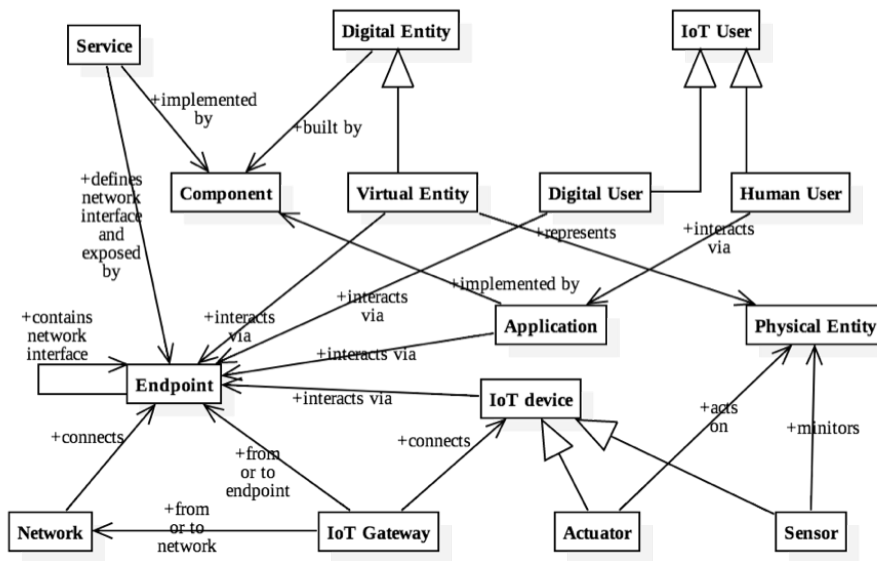 Service
Digital Entity
IoT User
+implemented
by
+built by
Component
Virtual Entity
Digital User
Human User
+defines
network
interface
and
exposed
by
+represents
+interacts
via
+contains
network
interface
+interacts
via
+interacts
via
+implemented by
Application
Physical Entity
+interacts via
Endpoint
+interacts via
IoT device
+connects
+from
or to
endpoint
+connects
+acts
on
+minitors
Network
+from
or to
network
IoT Gateway
Actuator
Sensor